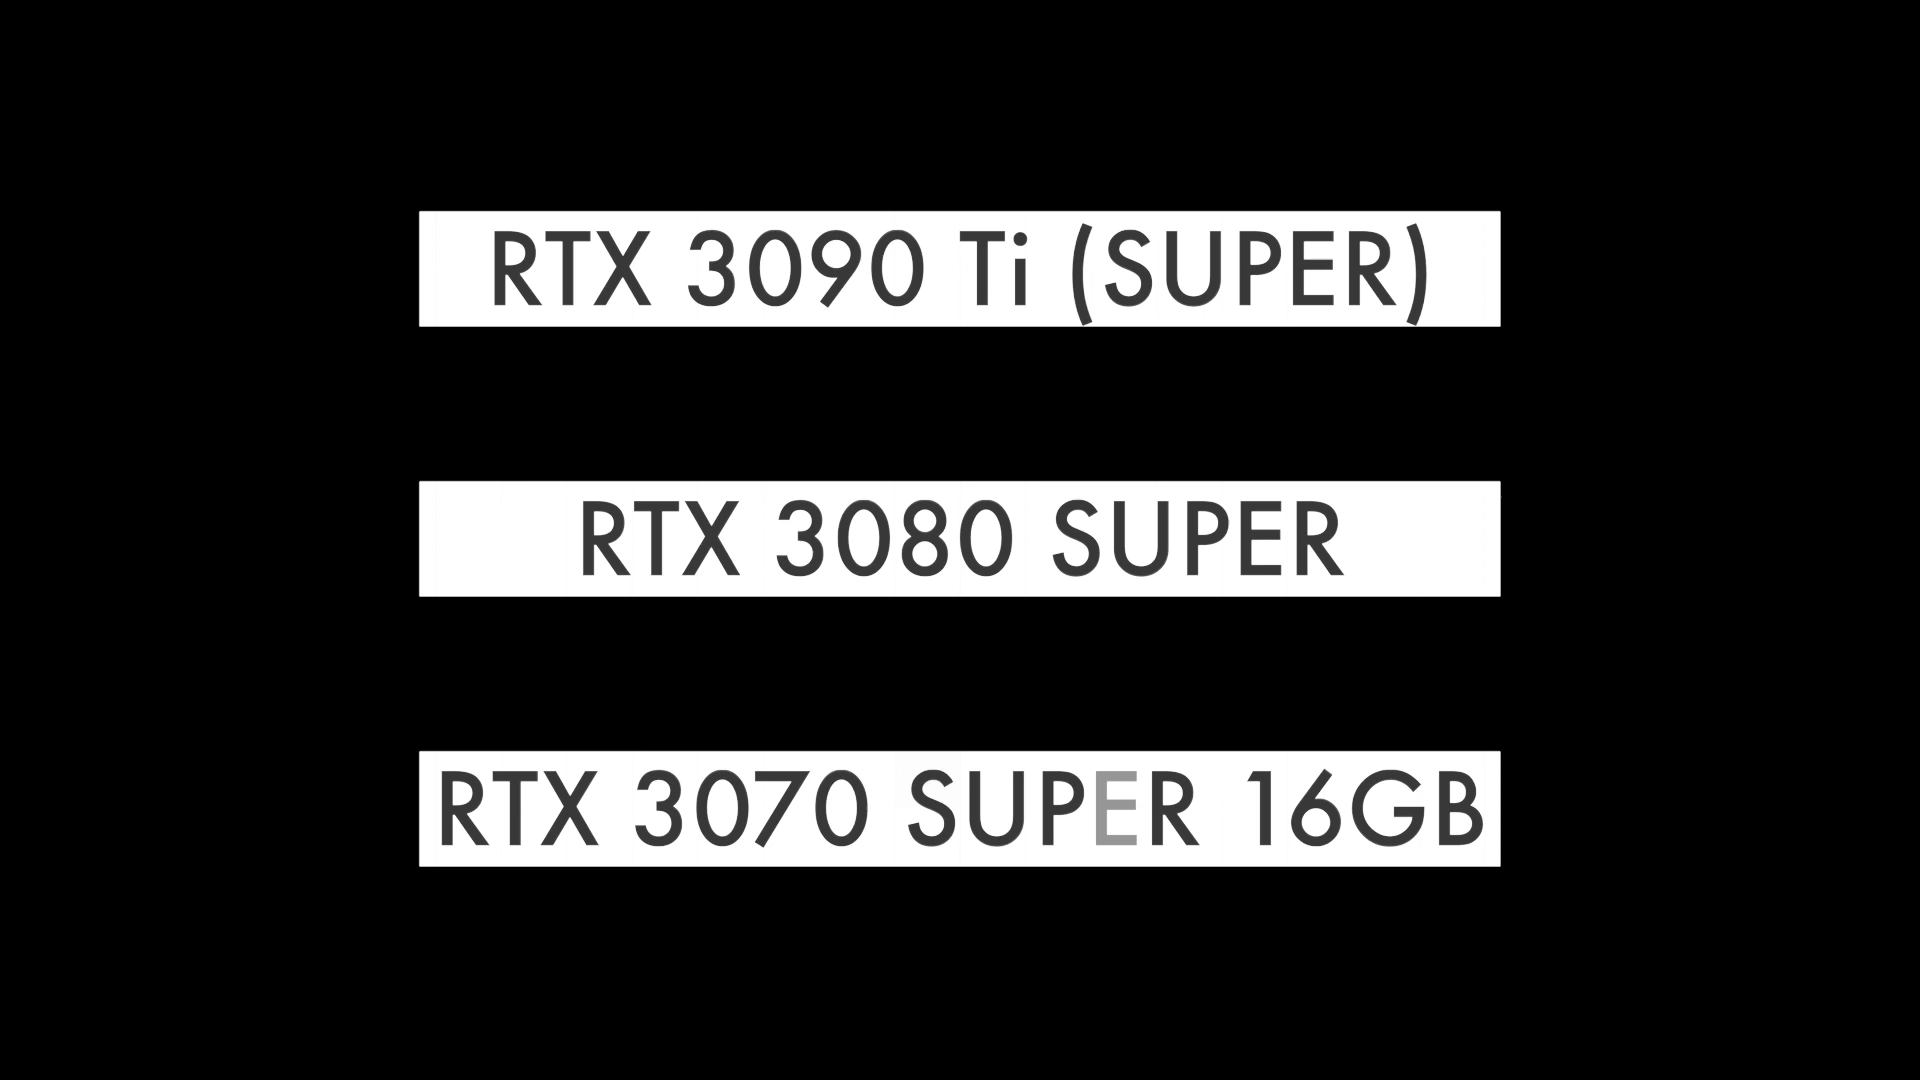 RTX 3090 Ti (SUPER)
RTX 3080 SUPER
RTX 3070 SUPER 16GB